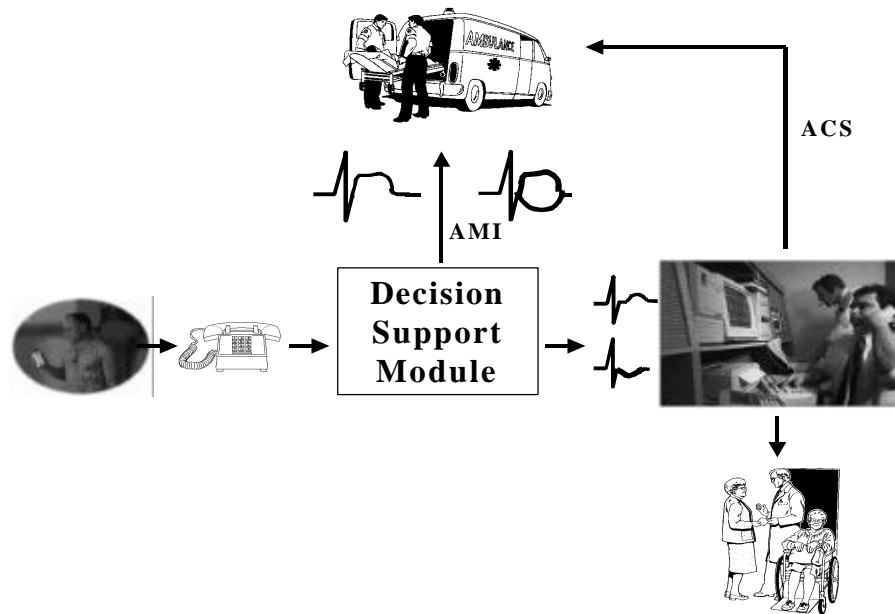 AMBULANCE
ACS
AMI
Decision
Support
Module